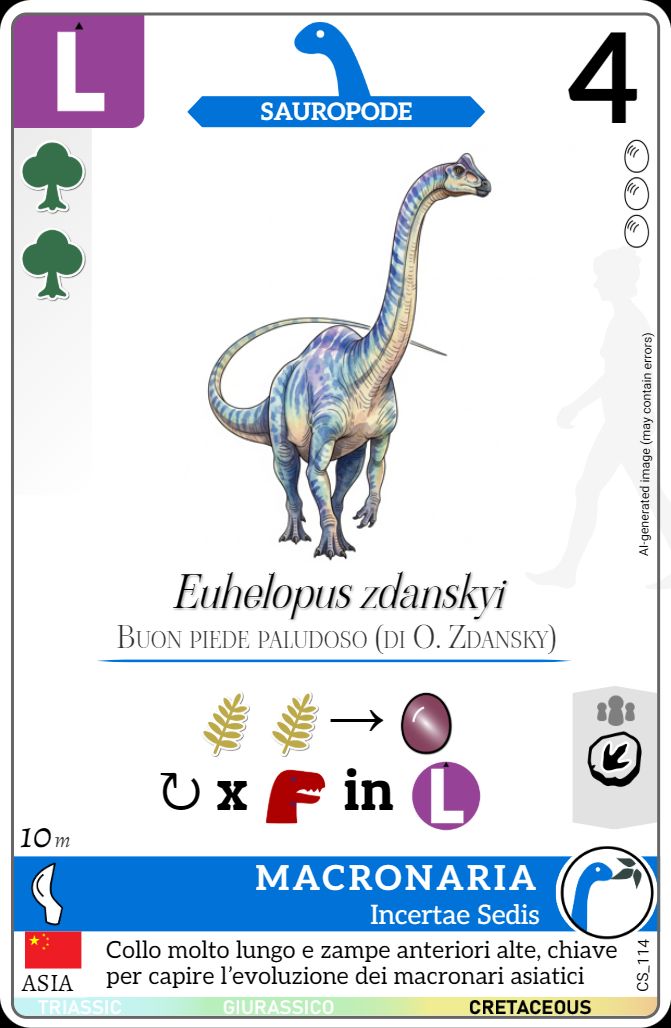 L
SAUROPODE
4
AI-generated image (may contain errors)
Euhelopus zdanskyi
Buon piede paludoso (di O. Zdansky)
x in L
10 m
MACRONARIA
Incertae Sedis
ASIA
Collo molto lungo e zampe anteriori alte, chiave
per capire l'evoluzione dei macronari asiatici
CS_114
TRIASSIC GIURASSICO CRETACEOUS